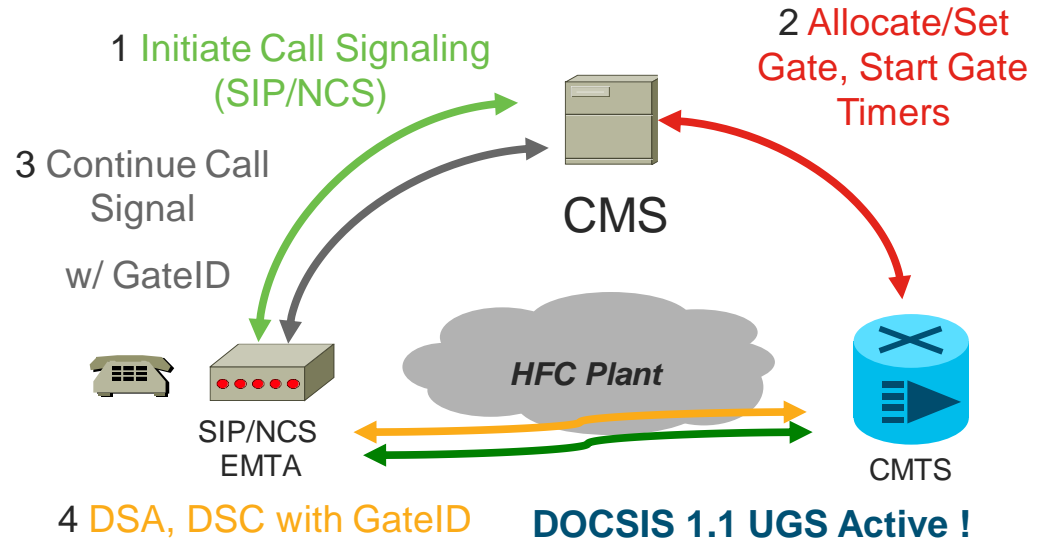 1 Initiate Call Signaling
(SIP/NCS)
2 Allocate/Set
Gate, Start Gate
Timers
3 Continue Call
Signal
w/ GateID
CMS
HFC Plant
SIP/NCS
EMTA
CMTS
4 DSA, DSC with GateID
DOCSIS 1.1 UGS Active !